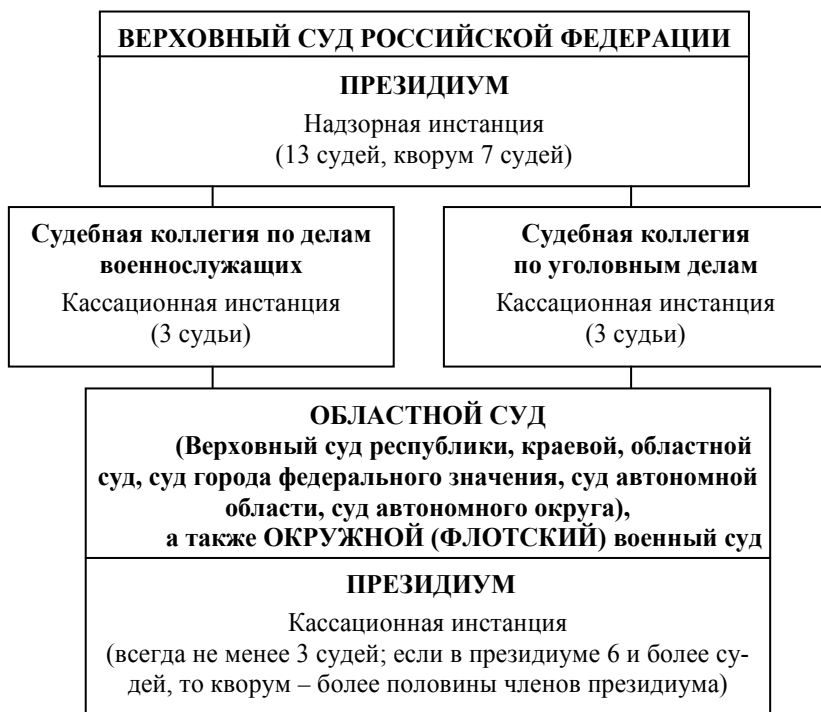 ВЕРХОВНЫЙ СУД РОССИЙСКОЙ ФЕДЕРАЦИИ
ПРЕЗИДИУМ
Надзорная инстанция
(13 судей, кворум 7 судей)
Судебная коллегия по делам
военнослужащих
Кассационная инстанция
(3 судьи)
Судебная коллегия
по уголовным делам
Кассационная инстанция
(3 судьи)
ОБЛАСТНОЙ СУД
(Верховный суд республики, краевой, областной
суд, суд города федерального значения, суд автономной
области, суд автономного округа),
а также ОКРУЖНОЙ (ФЛОТСКИЙ) военный суд
ПРЕЗИДИУМ
Кассационная инстанция
(всегда не менее 3 судей; если в президиуме 6 и более су-
дей, то кворум – более половины членов президиума)